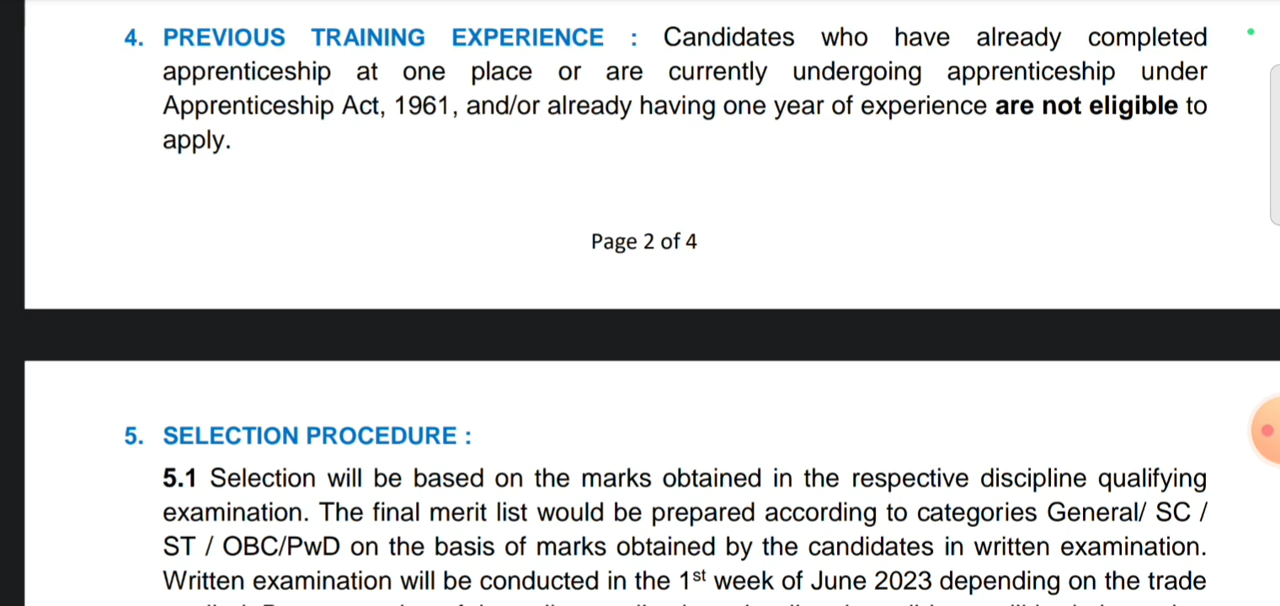 4. PREVIOUS TRAINING EXPERIENCE : Candidates who have already completed
apprenticeship at one place or are currently undergoing apprenticeship under
Apprenticeship Act, 1961, and/or already having one year of experience are not eligible to
apply.
Page 2 of 4
5. SELECTION PROCEDURE :
5.1 Selection will be based on the marks obtained in the respective discipline qualifying
examination. The final merit list would be prepared according to categories General/ SC /
ST / OBC/PwD on the basis of marks obtained by the candidates in written examination.
Written examination will be conducted in the 1st week of June 2023 depending on the trade